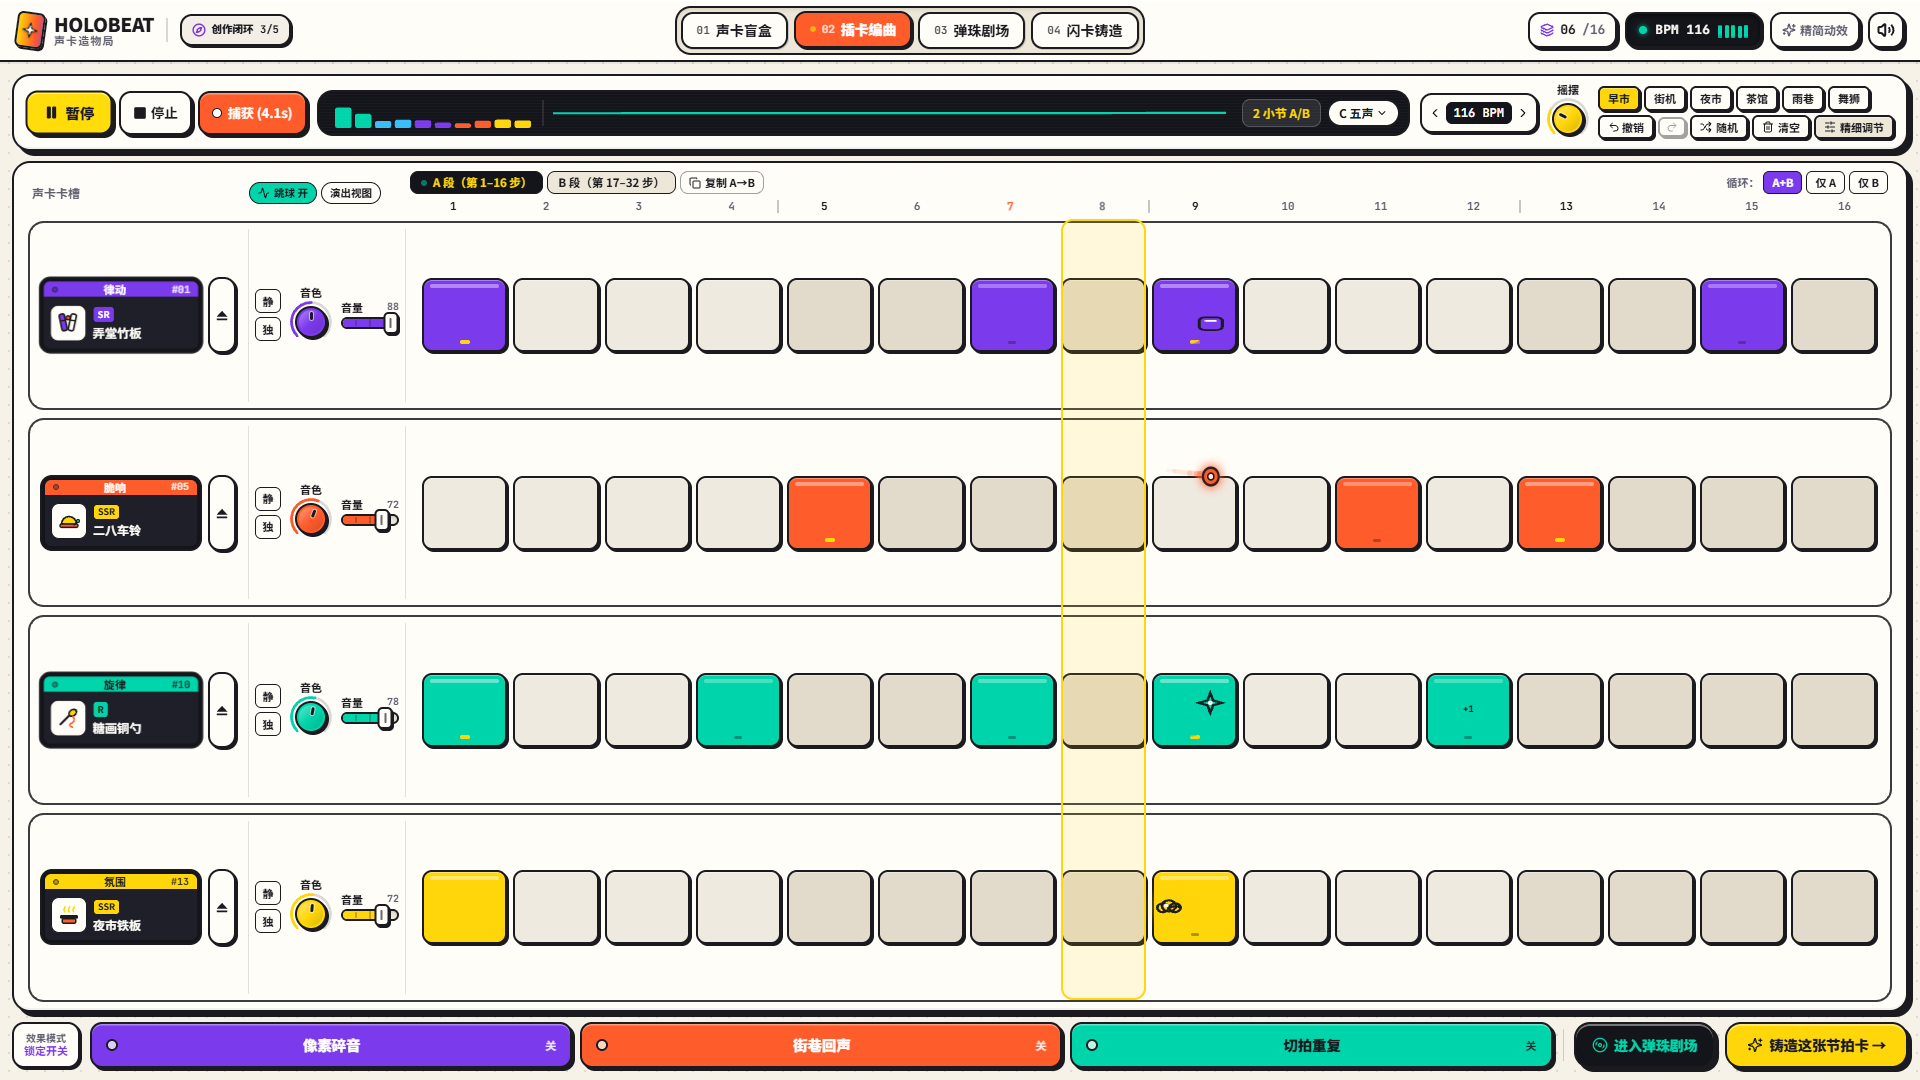 HOLOBEAT
声卡造物局
创作闭环 3/5
01 声卡盲盒
02 插卡编曲
03 弹珠剧场
04 闪卡铸造
06 /16
BPM 116
精简动效
暂停
停止
捕获 (4.1s)
2 小节 A/B
C 五声
116 BPM
摇摆
早市
街机
夜市
茶馆
雨巷
舞狮
撤销
随机
清空
精细调节
声卡卡槽
跳球 开
演出视图
A 段（第 1–16 步）
B 段（第 17–32 步）
复制 A→B
循环：
A+B
仅 A
仅 B
1 2 3 4 5 6 7 8 9 10 11 12 13 14 15 16
律动 #01
SR
弄堂竹板
静
独
音色
音量 88
脆响 #05
SSR
二八车铃
静
独
音色
音量 72
旋律 #10
R
糖画铜勺
静
独
音色
音量 78
+1
氛围 #13
SSR
夜市铁板
静
独
音色
音量 72
效果模式
锁定开关
像素碎音 关
街巷回声 关
切拍重复 关
进入弹珠剧场
铸造这张节拍卡 →